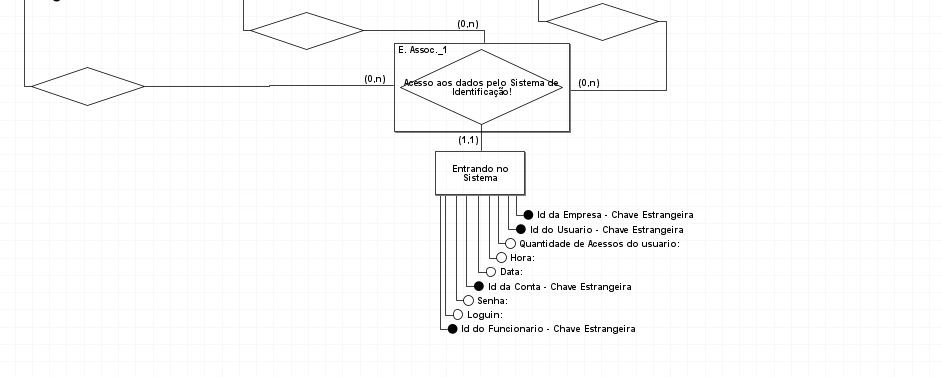 (0,n)
E. Assoc._1
(0,n)
Acesso aos dados pelo Sistema de
Identificação!
(0,n)
(1,1)
Entrando no
Sistema
Id da Empresa - Chave Estrangeira
Id do Usuario - Chave Estrangeira
Quantidade de Acessos do usuario:
Hora:
Data:
Id da Conta - Chave Estrangeira
Senha:
Loguin:
Id do Funcionario - Chave Estrangeira